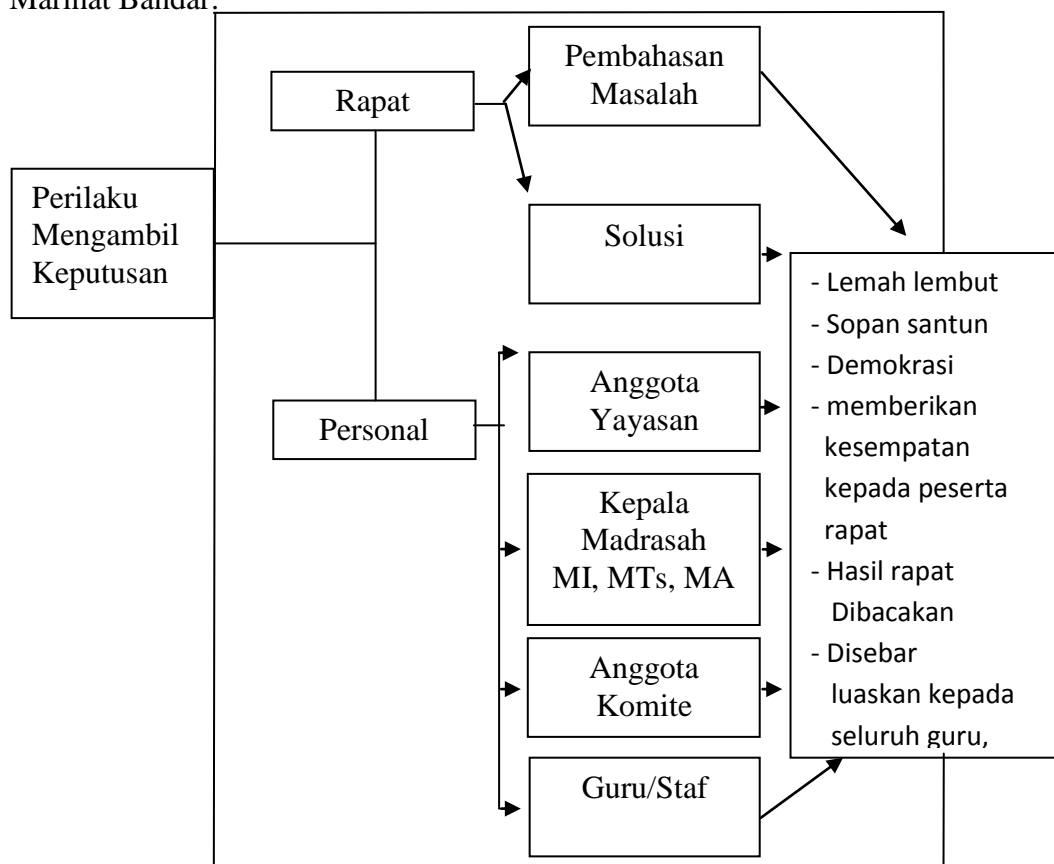 Marihat Bandar.
Pembahasan
Masalah
Rapat
Perilaku
Mengambil
Keputusan
Solusi
- Lemah lembut
- Sopan santun
- Demokrasi
- memberikan
kesempatan
kepada peserta
rapat
- Hasil rapat
Dibacakan
- Disebar
luaskan kepada
seluruh guru,
Anggota
Yayasan
Personal
Kepala
Madrasah
MI, MTs, MA
Anggota
Komite
Guru/Staf